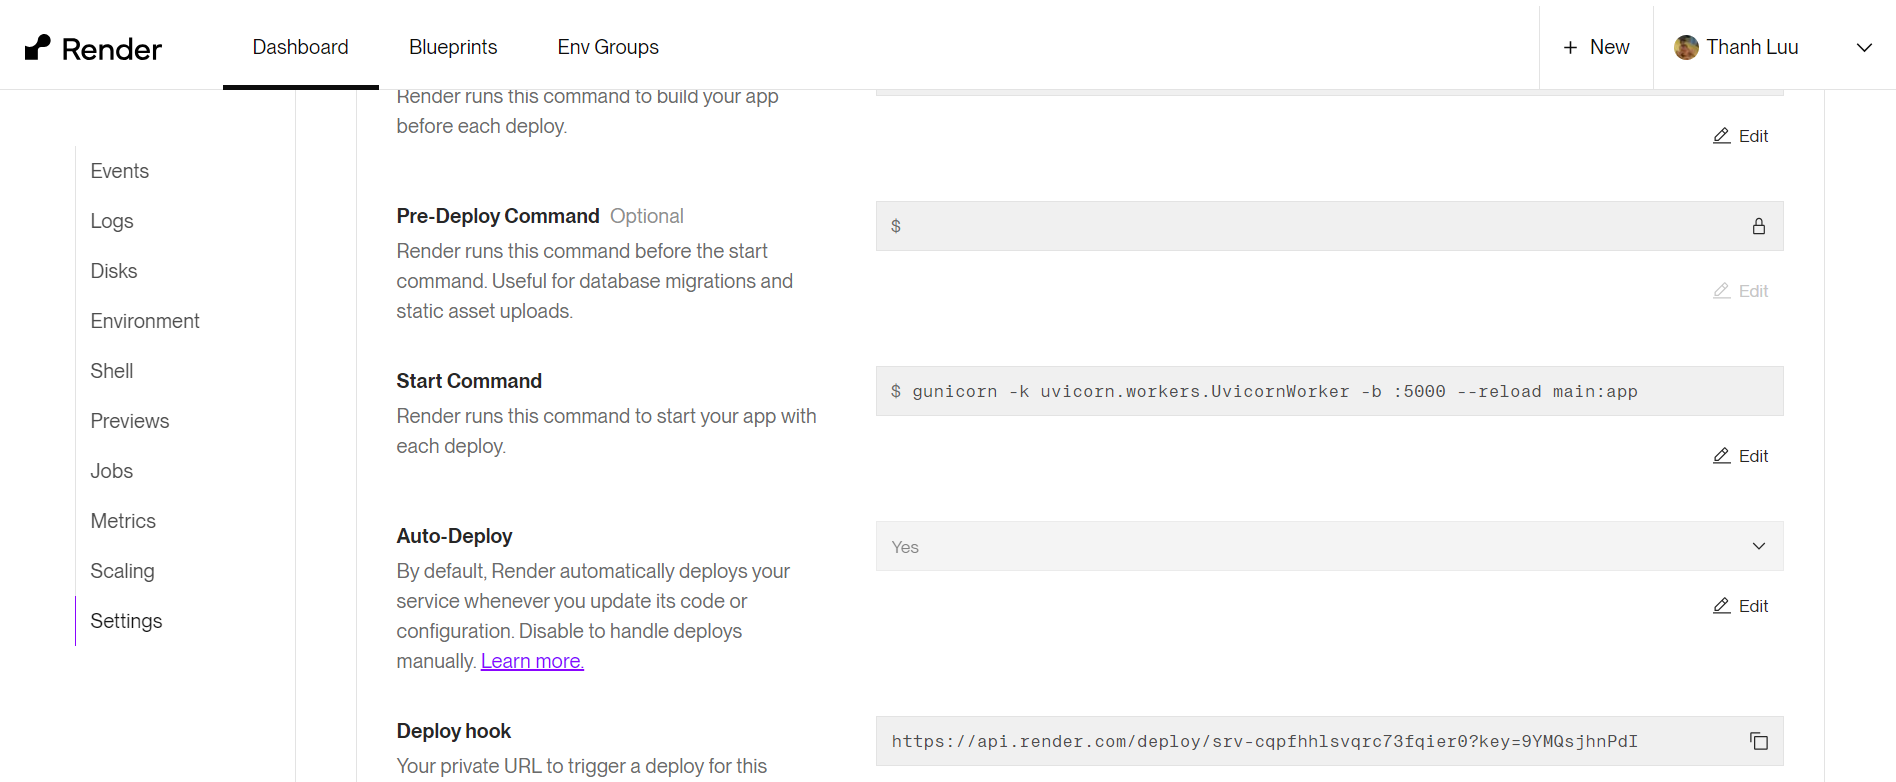 Render
Dashboard
Blueprints
Env Groups
+ New
Thanh Luu
Events
Logs
Disks
Environment
Shell
Previews
Jobs
Metrics
Scaling
Settings
Render runs this command to build your app
before each deploy.
Edit
Pre-Deploy Command Optional
Render runs this command before the start
command. Useful for database migrations and
static asset uploads.
$
Edit
Start Command
Render runs this command to start your app with
each deploy.
$ gunicorn -k uvicorn.workers.UvicornWorker -b :5000 --reload main:app
Edit
Auto-Deploy
By default, Render automatically deploys your
service whenever you update its code or
configuration. Disable to handle deploys
manually. Learn more.
Yes
Edit
Deploy hook
Your private URL to trigger a deploy for this
https://api.render.com/deploy/srv-cqpfhhlsvqrc73fqier0?key=9YMQsjhnPdI